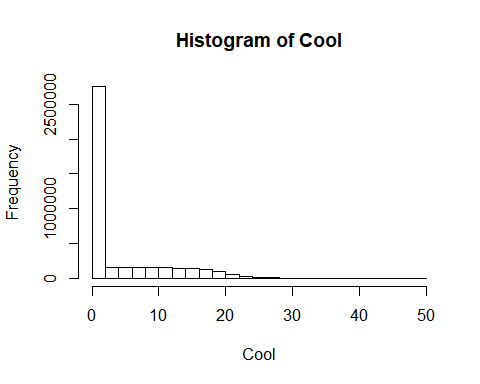 Histogram of Cool
Frequency
2500000
1000000
0
0 10 20 30 40 50
Cool